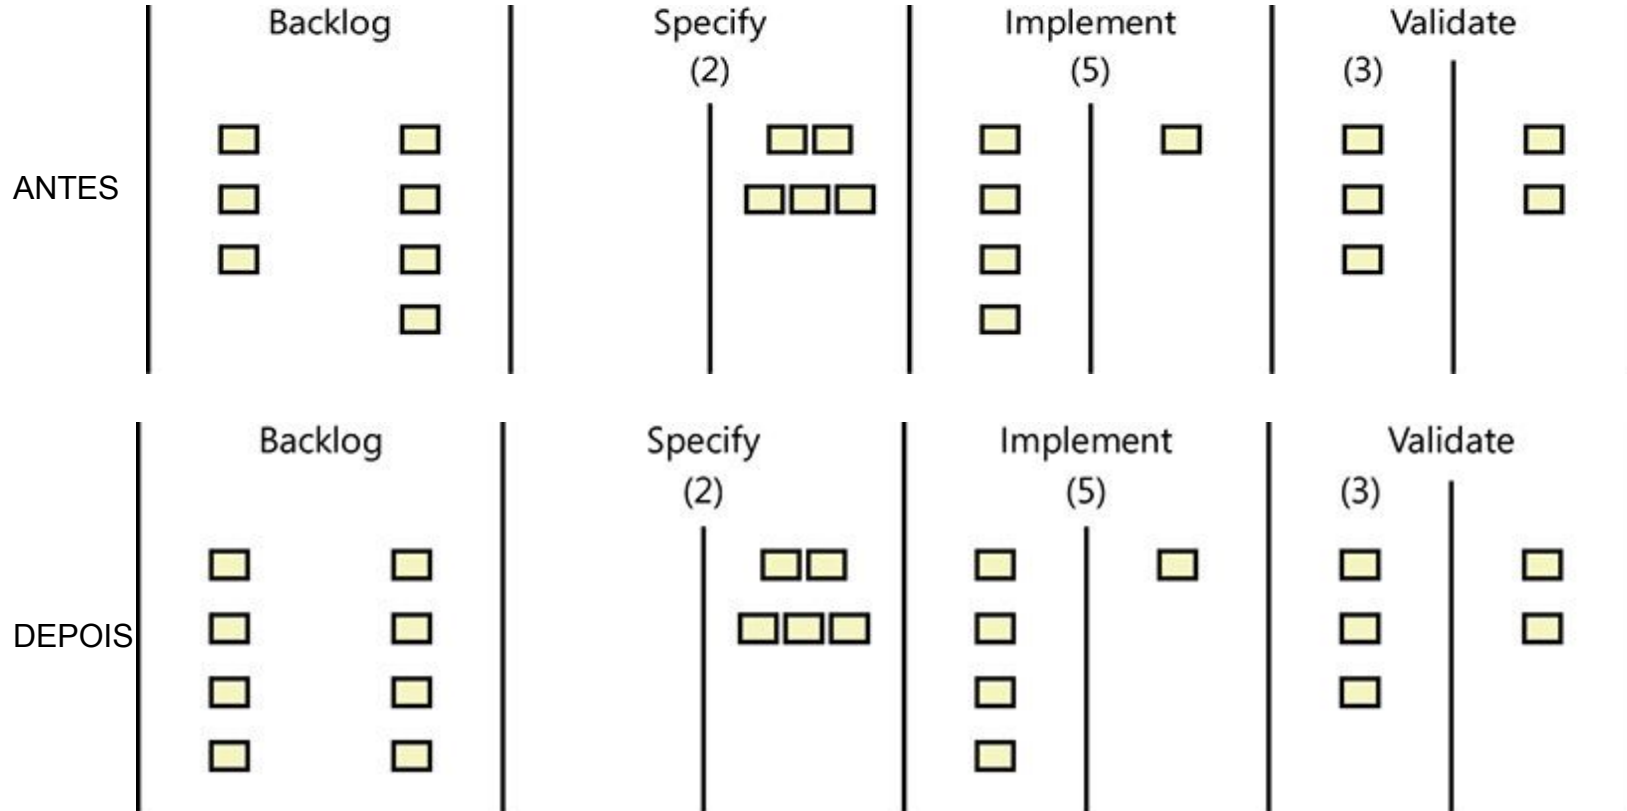 Backlog Specify Implement Validate
(2) (5) (3)
ANTES
Backlog Specify Implement Validate
(2) (5) (3)
DEPOIS